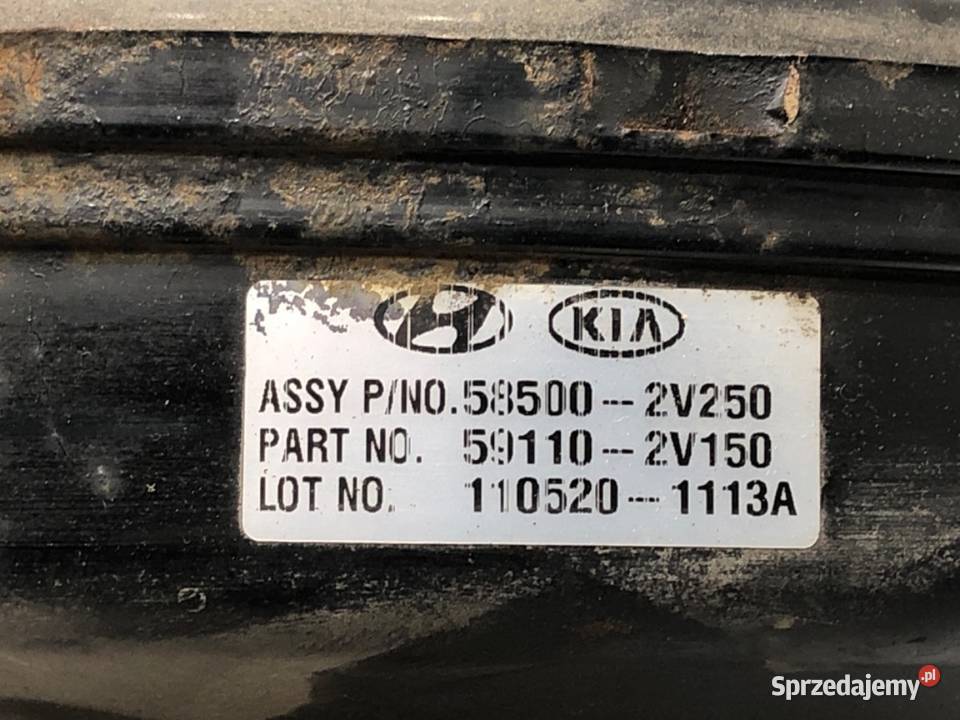 KIA
ASSY P/NO. 58500--2V250
PART NO. 59110--2V150
LOT NO. 110520--1113A
Sprzedajemy.pl